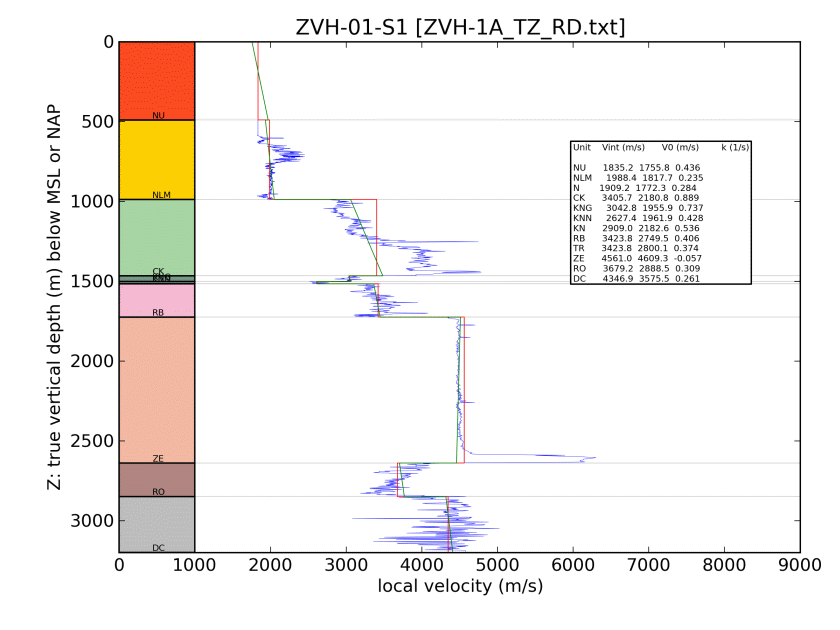 ZVH-01-S1 [ZVH-1A_TZ_RD.txt]
Z: true vertical depth (m) below MSL or NAP
0
500
1000
1500
2000
2500
3000
NU
NLM
CK
RB
ZE
RO
DC
Unit Vint (m/s) V0 (m/s) k (1/s)
NU 1835.2 1755.8 0.436
NLM 1988.4 1817.7 0.235
N 1909.2 1772.3 0.284
CK 3405.7 2180.8 0.889
KNG 3042.8 1955.9 0.737
KNN 2627.4 1961.9 0.428
KN 2909.0 2182.6 0.536
RB 3423.8 2749.5 0.406
TR 3423.8 2800.1 0.374
ZE 4561.0 4609.3 -0.057
RO 3679.2 2888.5 0.309
DC 4346.9 3575.5 0.261
0 1000 2000 3000 4000 5000 6000 7000 8000 9000
local velocity (m/s)